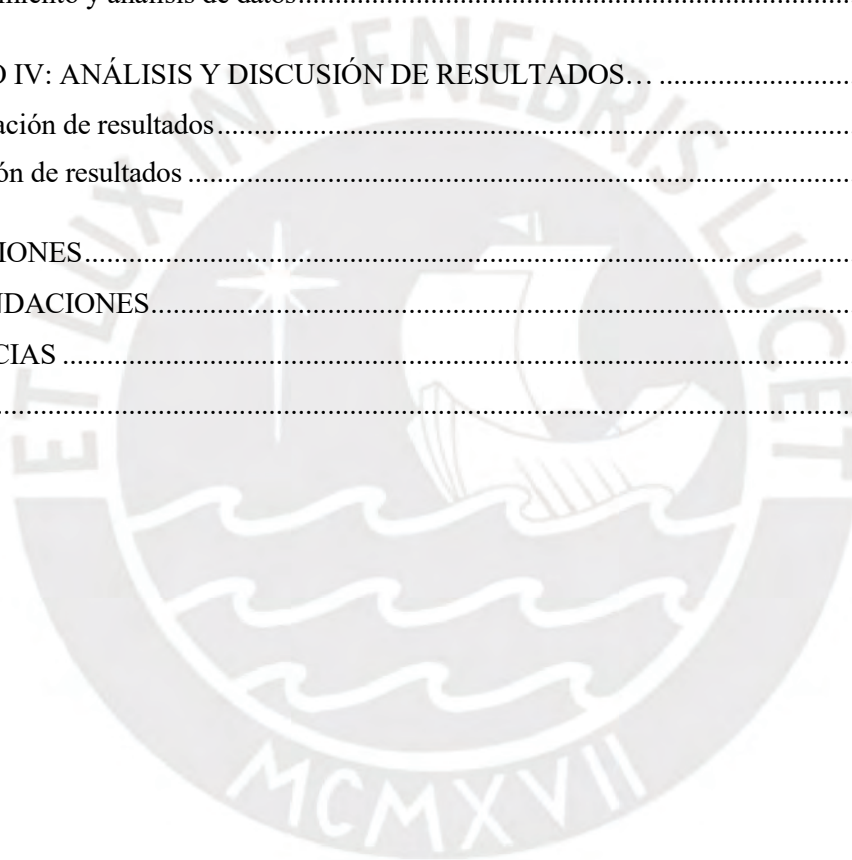 miento y análisis de datos................................................................................
O IV: ANÁLISIS Y DISCUSIÓN DE RESULTADOS… ............................
ación de resultados...........................................................................................
ón de resultados ................................................................................................
IONES................................................................................................................
NDACIONES......................................................................................................
CIAS ..................................................................................................................
...........................................................................................................................
ET LUX IN TENEBRIS LUCET
MCMXVII